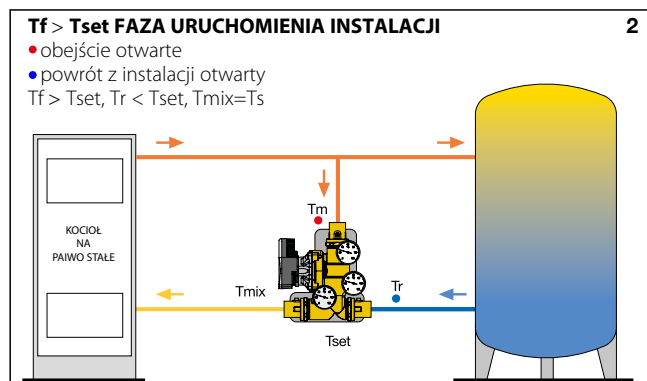 Tf > Tset FAZA URUCHOMIENIA INSTALACJI 2
• obejście otwarte
• powrót z instalacji otwarty
Tf > Tset, Tr < Tset, Tmix=Ts
Tm
KOCIOŁ
NA
PAIWO STAŁE
Tmix
Tr
Tset